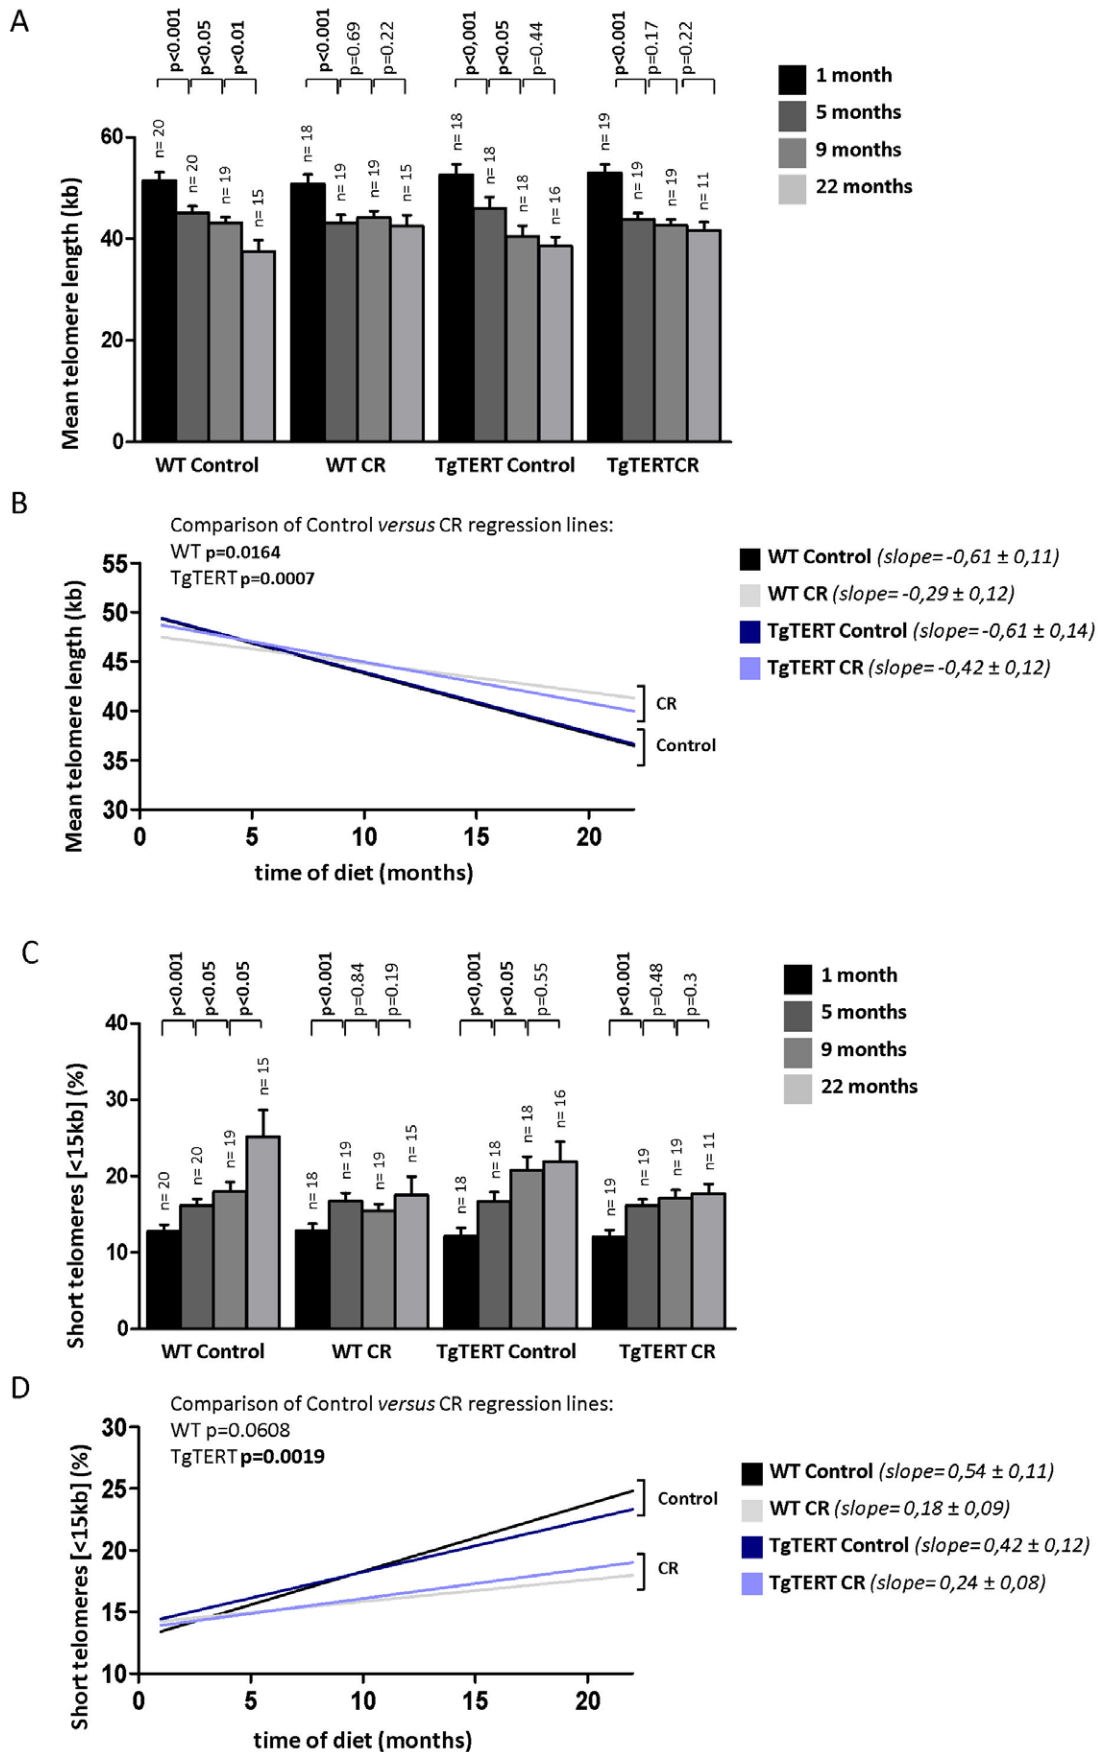 A
p<0.001 p<0.05 p<0.01 p<0.001 p=0.69 p=0.22 p<0,001 p<0.05 p=0.44 p<0.001 p=0.17 p=0.22
1 month
5 months
9 months
22 months
Mean telomere length (kb)
60
40
20
0
n= 20 n= 20 n= 19 n= 15 n= 18 n= 19 n= 19 n= 15 n= 18 n= 18 n= 18 n= 16 n= 19 n= 19 n= 19 n= 11
WT Control WT CR TgTERT Control TgTERTCR
B
Comparison of Control versus CR regression lines:
WT p=0.0164
TgTERT p=0.0007
Mean telomere length (kb)
55
50
45
40
35
30
0 5 10 15 20
time of diet (months)
CR
Control
WT Control (slope= -0,61 ± 0,11)
WT CR (slope= -0,29 ± 0,12)
TgTERT Control (slope= -0,61 ± 0,14)
TgTERT CR (slope= -0,42 ± 0,12)
C
p<0.001 p<0.05 p<0.05 p<0.001 p=0.84 p=0.19 p<0,001 p<0.05 p=0.55 p<0.001 p=0.48 p=0.3
1 month
5 months
9 months
22 months
Short telomeres [<15kb] (%)
40
30
20
10
0
n= 20 n= 20 n= 19 n= 15 n= 18 n= 19 n= 19 n= 15 n= 18 n= 18 n= 18 n= 16 n= 19 n= 19 n= 19 n= 11
WT Control WT CR TgTERT Control TgTERT CR
D
Comparison of Control versus CR regression lines:
WT p=0.0608
TgTERT p=0.0019
Short telomeres [<15kb] (%)
30
25
20
15
10
0 5 10 15 20
time of diet (months)
Control
CR
WT Control (slope= 0,54 ± 0,11)
WT CR (slope= 0,18 ± 0,09)
TgTERT Control (slope= 0,42 ± 0,12)
TgTERT CR (slope= 0,24 ± 0,08)